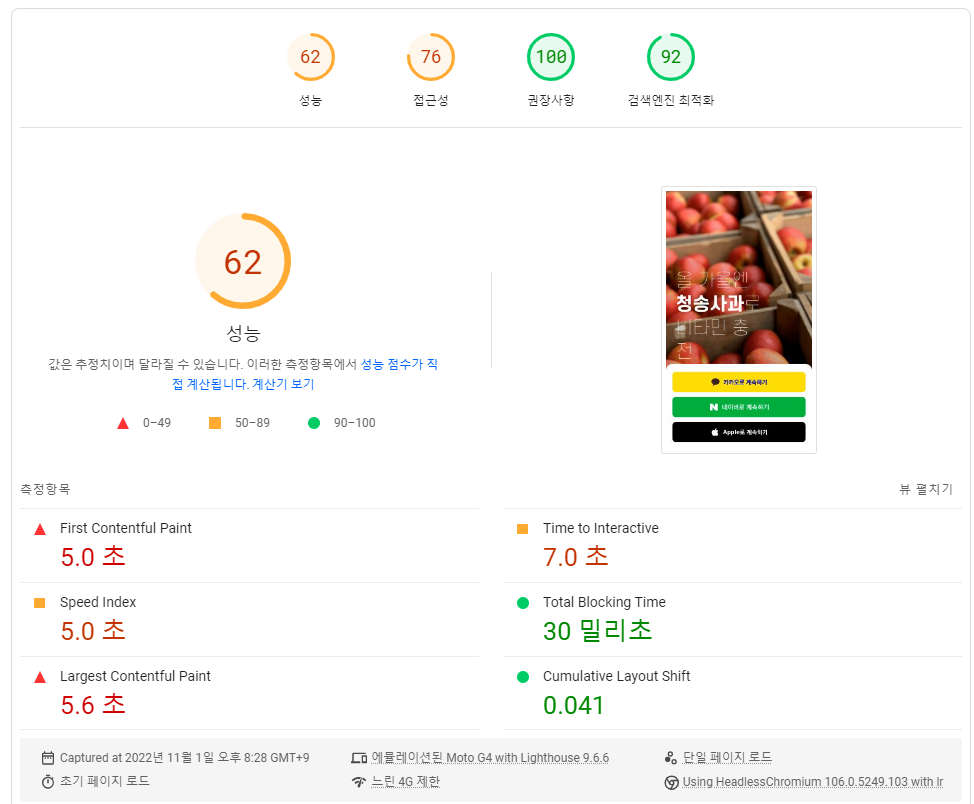 62
76
100
92
성능
접근성
권장사항
검색엔진 최적화
62
성능
값은 추정치이며 달라질 수 있습니다. 이러한 측정항목에서 성능 점수가 직
접 계산됩니다. 계산기 보기
0–49
50–89
90–100
올 가을엔
청송사과로
비타민 충
전
카카오로 계속하기
네이버로 계속하기
Apple로 계속하기
측정항목
뷰 펼치기
First Contentful Paint
5.0 초
Time to Interactive
7.0 초
Speed Index
5.0 초
Total Blocking Time
30 밀리초
Largest Contentful Paint
5.6 초
Cumulative Layout Shift
0.041
Captured at 2022년 11월 1일 오후 8:28 GMT+9
에뮬레이션된 Moto G4 with Lighthouse 9.6.6
단일 페이지 로드
초기 페이지 로드
느린 4G 제한
Using HeadlessChromium 106.0.5249.103 with lr